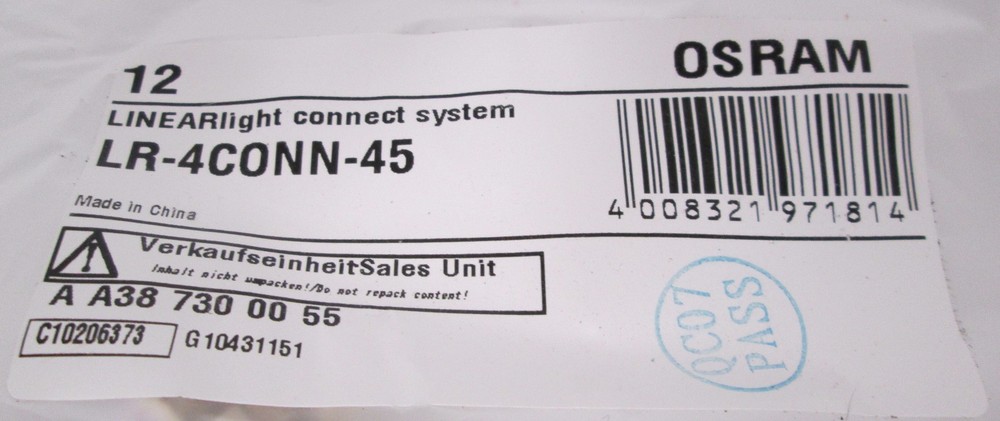 12
OSRAM
LINEARlight connect system
LR-4CONN-45
4 008321 971814
Made in China
VerkaufseinheitSales Unit
Inhalt nicht umpacken!/Do not repack content!
A A38 730 00 55
C10206373 G10431151
QC07
PASS